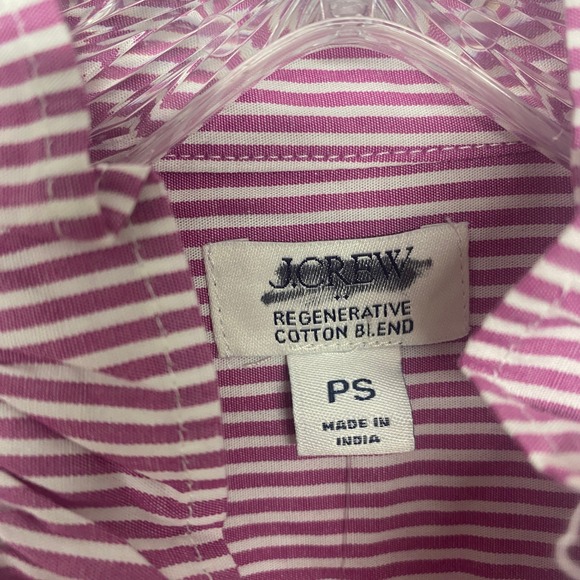 J.CREW
REGENERATIVE
COTTON BLEND
PS
MADE IN
INDIA